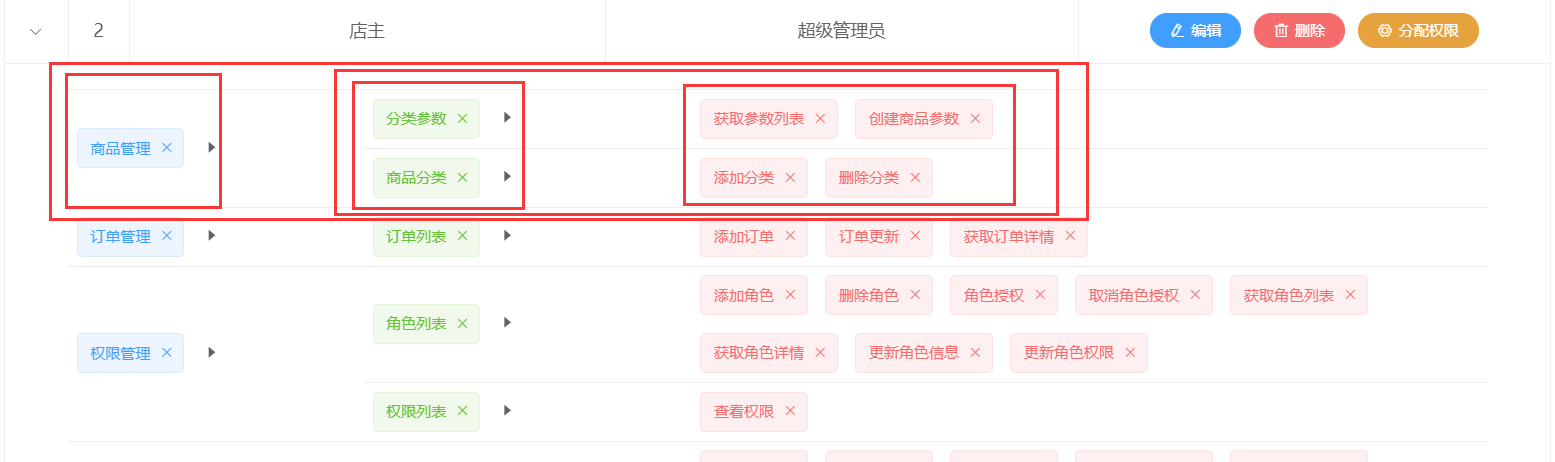 2 店主 超级管理员 编辑 删除 分配权限
分类参数 获取参数列表 创建商品参数
商品管理
商品分类 添加分类 删除分类
订单管理 订单列表 添加订单 订单更新 获取订单详情
添加角色 删除角色 角色授权 取消角色授权 获取角色列表
角色列表
获取角色详情 更新角色信息 更新角色权限
权限管理
权限列表 查看权限